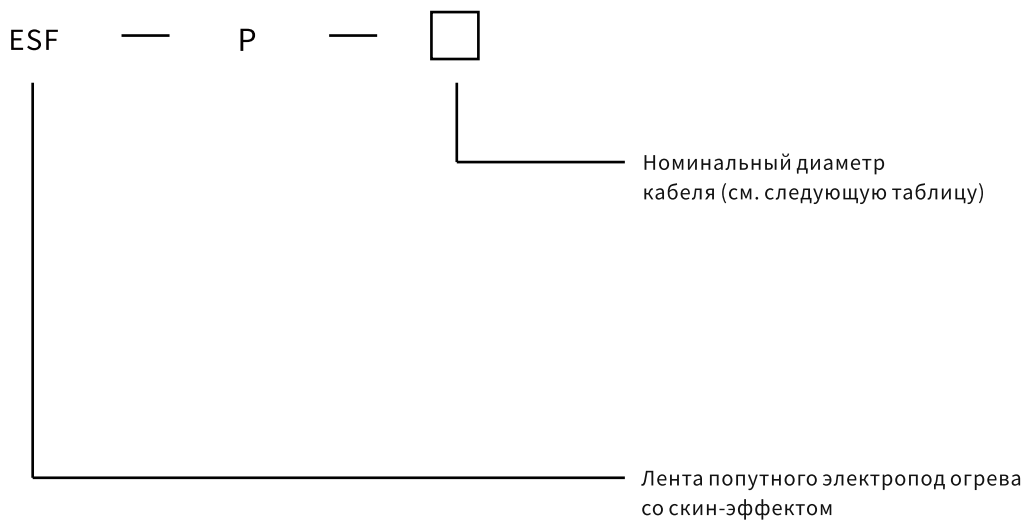 ESF — P — □
Номинальный диаметр
кабеля (см. следующую таблицу)
Лента попутного электропод огрева
со скин-эффектом